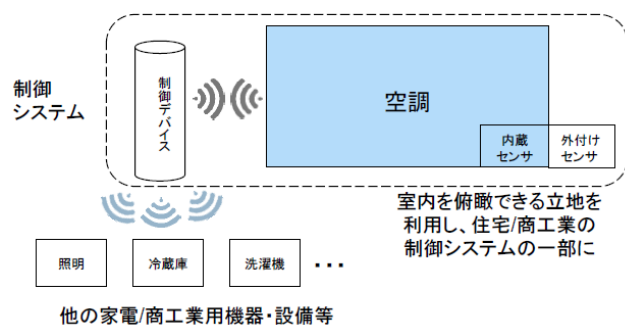 制御
システム
制御デバイス
空調
内蔵
センサ
外付け
センサ
室内を俯瞰できる立地を
利用し、住宅/商工業の
制御システムの一部に
照明
冷蔵庫
洗濯機
・・・
他の家電/商工業用機器・設備等